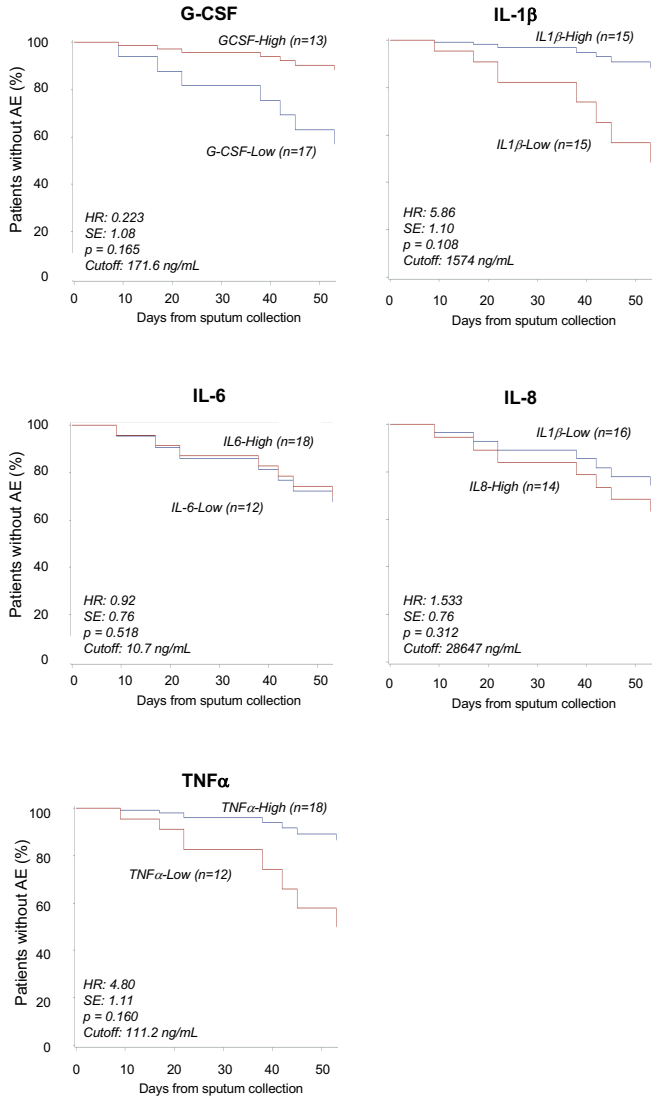 G-CSF
Patients without AE (%)
100
80
60
40
20
0
GCSF-High (n=13)
G-CSF-Low (n=17)
HR: 0.223
SE: 1.08
p = 0.165
Cutoff: 171.6 ng/mL
0 10 20 30 40 50
Days from sputum collection
IL-1β
IL1β-High (n=15)
IL1β-Low (n=15)
HR: 5.86
SE: 1.10
p = 0.108
Cutoff: 1574 ng/mL
0 10 20 30 40 50
Days from sputum collection
IL-6
Patients without AE (%)
100
80
60
40
20
0
IL6-High (n=18)
IL-6-Low (n=12)
HR: 0.92
SE: 0.76
p = 0.518
Cutoff: 10.7 ng/mL
0 10 20 30 40 50
Days from sputum collection
IL-8
IL1β-Low (n=16)
IL8-High (n=14)
HR: 1.533
SE: 0.76
p = 0.312
Cutoff: 28647 ng/mL
0 10 20 30 40 50
Days from sputum collection
TNFα
Patients without AE (%)
100
80
60
40
20
0
TNFα-High (n=18)
TNFα-Low (n=12)
HR: 4.80
SE: 1.11
p = 0.160
Cutoff: 111.2 ng/mL
0 10 20 30 40 50
Days from sputum collection